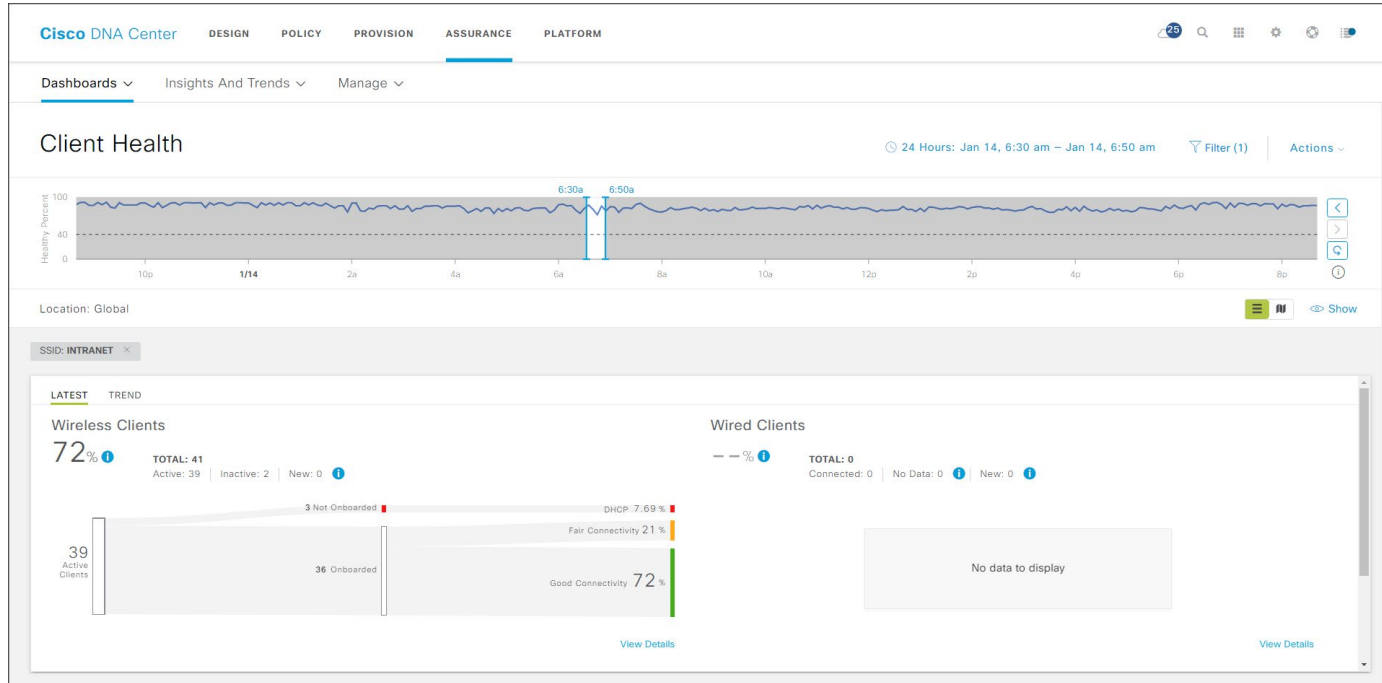 Cisco DNA Center DESIGN POLICY PROVISION ASSURANCE PLATFORM 25
Dashboards Insights And Trends Manage
Client Health
24 Hours: Jan 14, 6:30 am – Jan 14, 6:50 am Filter (1) Actions
6:30a 6:50a
Healthy Percent
100
40
0
10p 1/14 2a 4a 6a 8a 10a 12p 2p 4p 6p 8p
Location: Global Show
SSID: INTRANET ×
LATEST TREND
Wireless Clients
72% i
TOTAL: 41
Active: 39 | Inactive: 2 | New: 0 i
3 Not Onboarded
DHCP 7.69 %
Fair Connectivity 21 %
39
Active
Clients
36 Onboarded
Good Connectivity 72 %
View Details
Wired Clients
– – % i
TOTAL: 0
Connected: 0 | No Data: 0 i | New: 0 i
No data to display
View Details